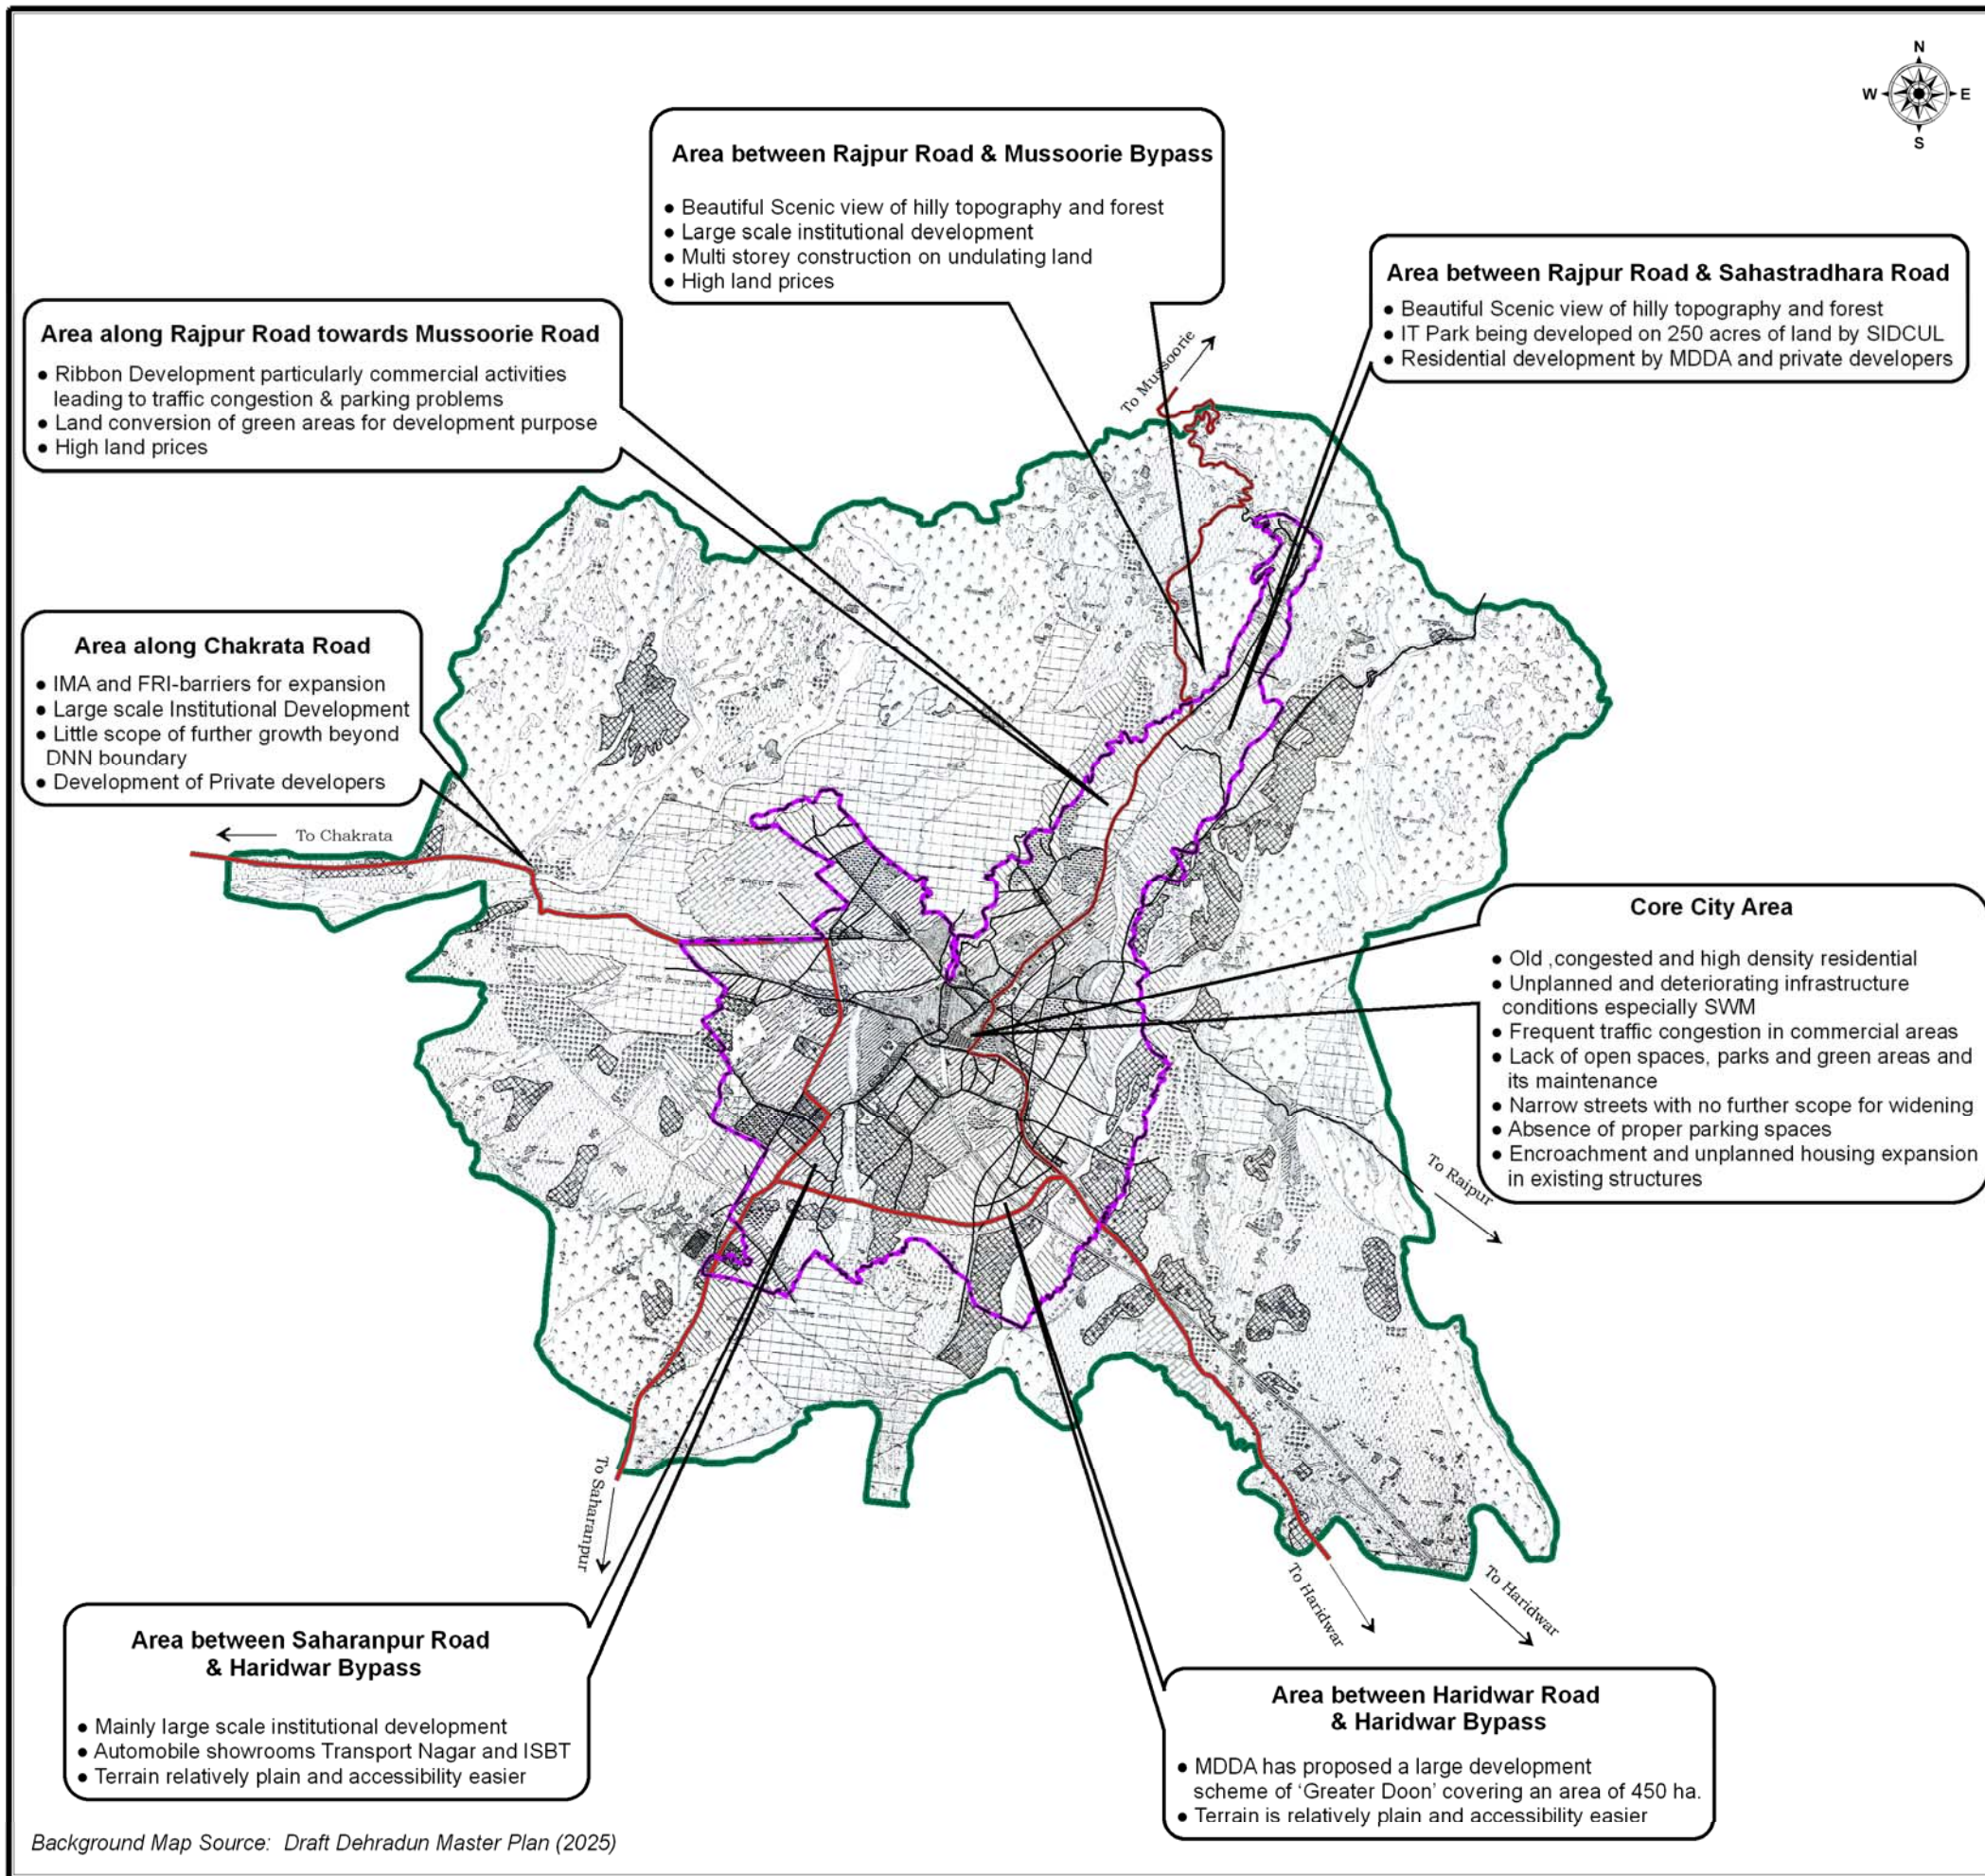 N
W E
S
Area between Rajpur Road & Mussoorie Bypass
● Beautiful Scenic view of hilly topography and forest
● Large scale institutional development
● Multi storey construction on undulating land
● High land prices
Area between Rajpur Road & Sahastradhara Road
● Beautiful Scenic view of hilly topography and forest
● IT Park being developed on 250 acres of land by SIDCUL
● Residential development by MDDA and private developers
Area along Rajpur Road towards Mussoorie Road
● Ribbon Development particularly commercial activities
leading to traffic congestion & parking problems
● Land conversion of green areas for development purpose
● High land prices
To Mussoorie
Area along Chakrata Road
● IMA and FRI-barriers for expansion
● Large scale Institutional Development
● Little scope of further growth beyond
DNN boundary
● Development of Private developers
To Chakrata
Core City Area
● Old ,congested and high density residential
● Unplanned and deteriorating infrastructure
conditions especially SWM
● Frequent traffic congestion in commercial areas
● Lack of open spaces, parks and green areas and
its maintenance
● Narrow streets with no further scope for widening
● Absence of proper parking spaces
● Encroachment and unplanned housing expansion
in existing structures
To Raipur
To Saharanpur
To Haridwar
To Haridwar
Area between Saharanpur Road
& Haridwar Bypass
● Mainly large scale institutional development
● Automobile showrooms Transport Nagar and ISBT
● Terrain relatively plain and accessibility easier
Area between Haridwar Road
& Haridwar Bypass
● MDDA has proposed a large development
scheme of ‘Greater Doon’ covering an area of 450 ha.
● Terrain is relatively plain and accessibility easier
Background Map Source: Draft Dehradun Master Plan (2025)